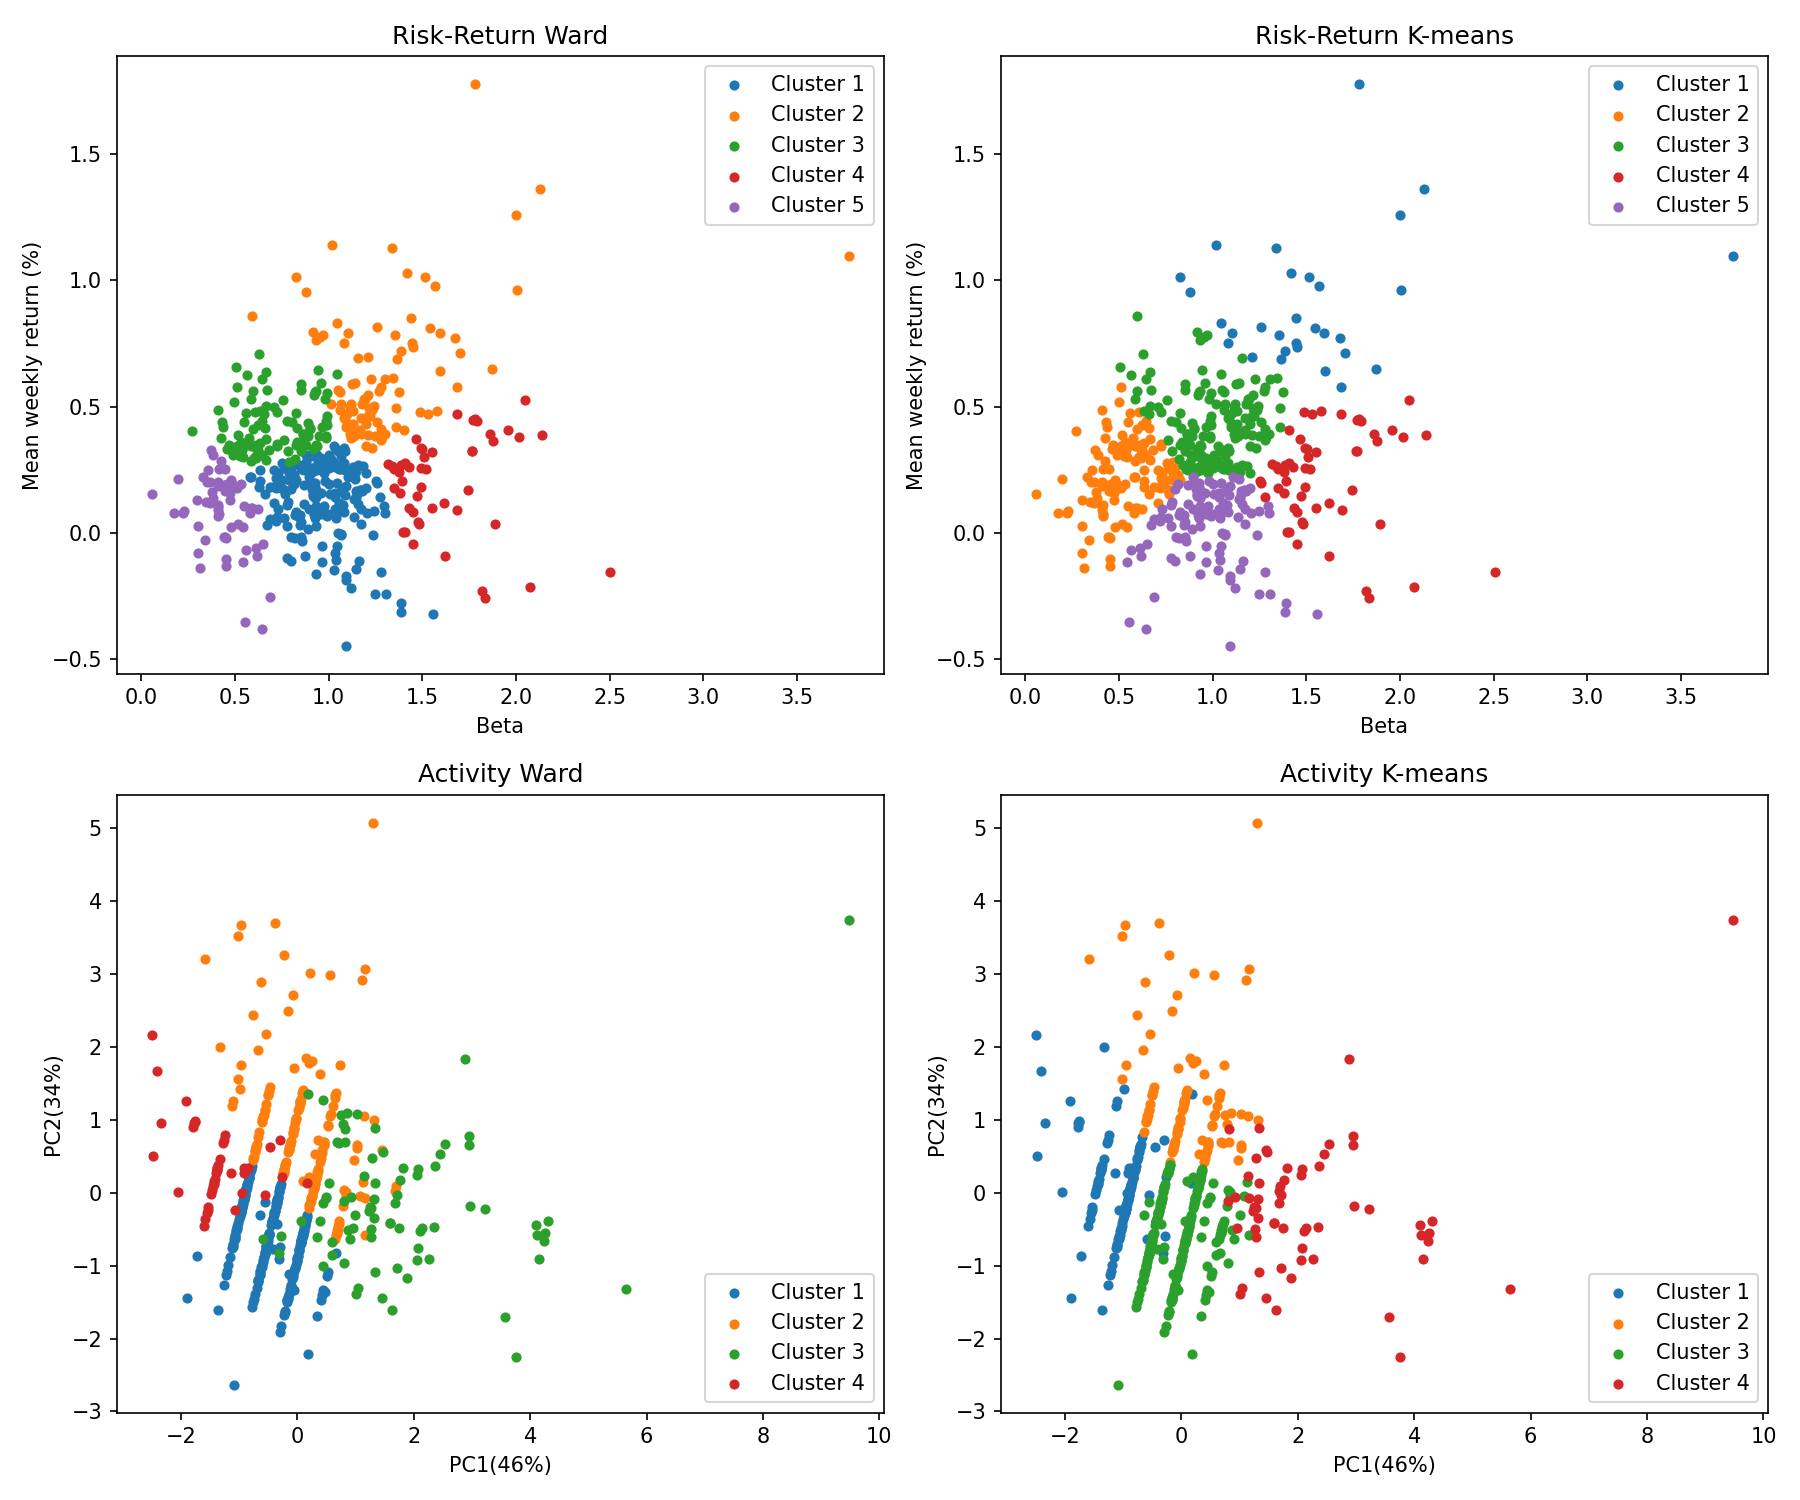 Risk-Return Ward
Cluster 1
Cluster 2
Cluster 3
Cluster 4
Cluster 5
1.5
1.0
0.5
0.0
−0.5
Mean weekly return (%)
0.0 0.5 1.0 1.5 2.0 2.5 3.0 3.5
Beta
Risk-Return K-means
Cluster 1
Cluster 2
Cluster 3
Cluster 4
Cluster 5
1.5
1.0
0.5
0.0
−0.5
Mean weekly return (%)
0.0 0.5 1.0 1.5 2.0 2.5 3.0 3.5
Beta
Activity Ward
5
4
3
2
1
0
−1
−2
−3
PC2(34%)
Cluster 1
Cluster 2
Cluster 3
Cluster 4
−2 0 2 4 6 8 10
PC1(46%)
Activity K-means
5
4
3
2
1
0
−1
−2
−3
PC2(34%)
Cluster 1
Cluster 2
Cluster 3
Cluster 4
−2 0 2 4 6 8 10
PC1(46%)